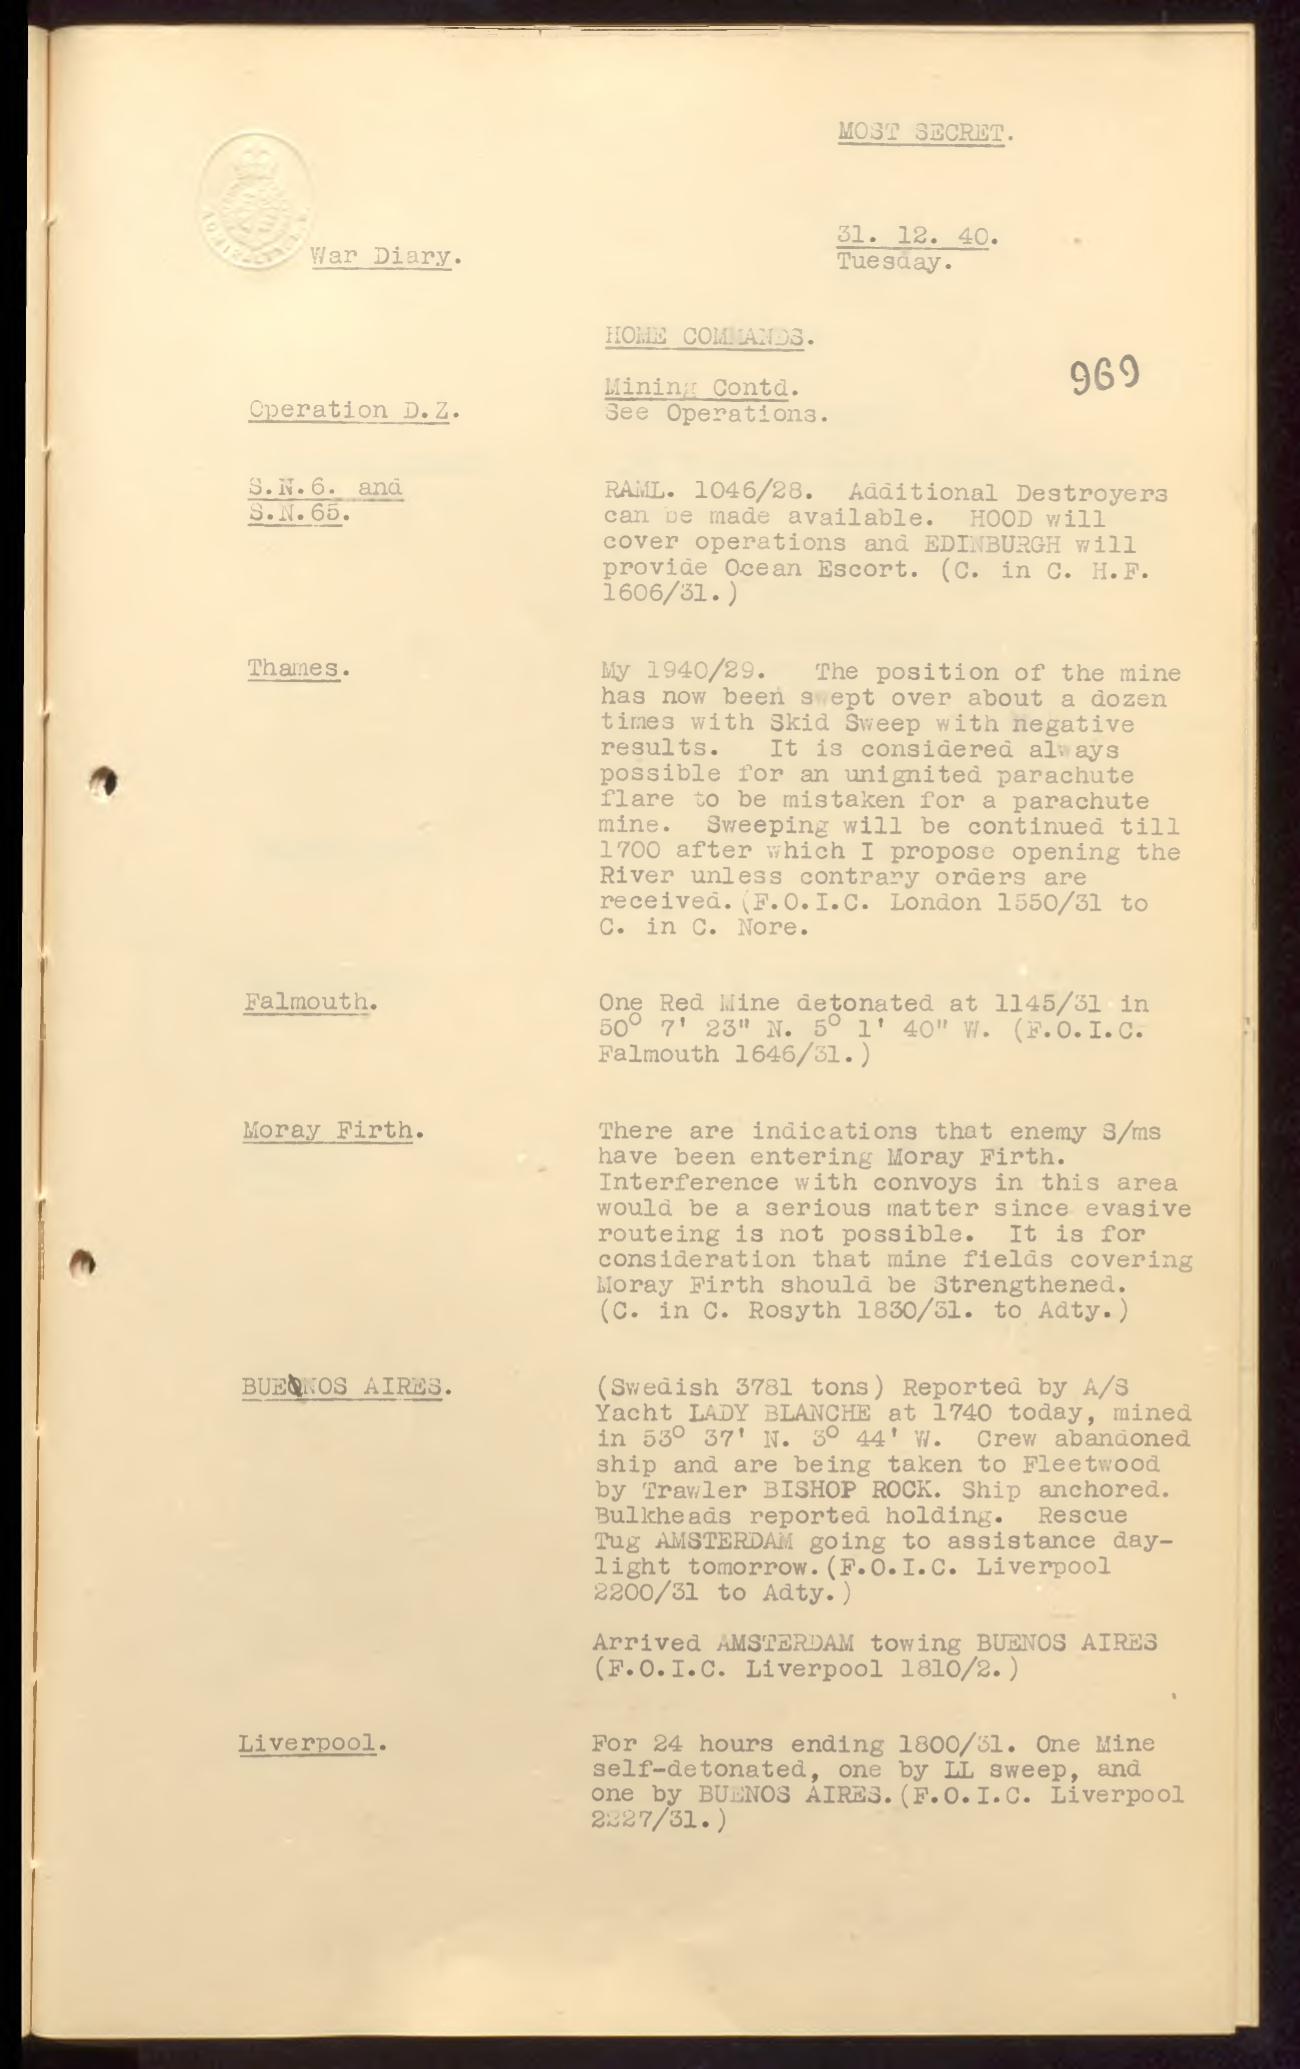 MOST SECRET.
31. 12. 40.
War Diary.
Tuesday.
HOME COMMANDS.
969
Mining Contd.
Operation D.Z.
See Operations.
S.N.6. and
S.N.65.
RAML. 1046/28. Additional Destroyers
can be made available. HOOD will
cover operations and EDINBURGH will
provide Ocean Escort. (C. in C. H.F.
1606/31.)
Thames.
My 1940/29. The position of the mine
has now been swept over about a dozen
times with Skid Sweep with negative
results. It is considered always
possible for an unignited parachute
flare to be mistaken for a parachute
mine. Sweeping will be continued till
1700 after which I propose opening the
River unless contrary orders are
received. (F.O.I.C. London 1550/31 to
C. in C. Nore.
Falmouth.
One Red Mine detonated at 1145/31 in
50° 7' 23" N. 5° 1' 40" W. (F.O.I.C.
Falmouth 1646/31.)
Moray Firth.
There are indications that enemy S/ms
have been entering Moray Firth.
Interference with convoys in this area
would be a serious matter since evasive
routeing is not possible. It is for
consideration that mine fields covering
Moray Firth should be Strengthened.
(C. in C. Rosyth 1830/31. to Adty.)
BUENOS AIRES.
(Swedish 3781 tons) Reported by A/S
Yacht LADY BLANCHE at 1740 today, mined
in 53° 37' N. 3° 44' W. Crew abandoned
ship and are being taken to Fleetwood
by Trawler BISHOP ROCK. Ship anchored.
Bulkheads reported holding. Rescue
Tug AMSTERDAM going to assistance day-
light tomorrow. (F.O.I.C. Liverpool
2200/31 to Adty.)
Arrived AMSTERDAM towing BUENOS AIRES
(F.O.I.C. Liverpool 1810/2.)
Liverpool.
For 24 hours ending 1800/31. One Mine
self-detonated, one by LL sweep, and
one by BUENOS AIRES. (F.O.I.C. Liverpool
2227/31.)